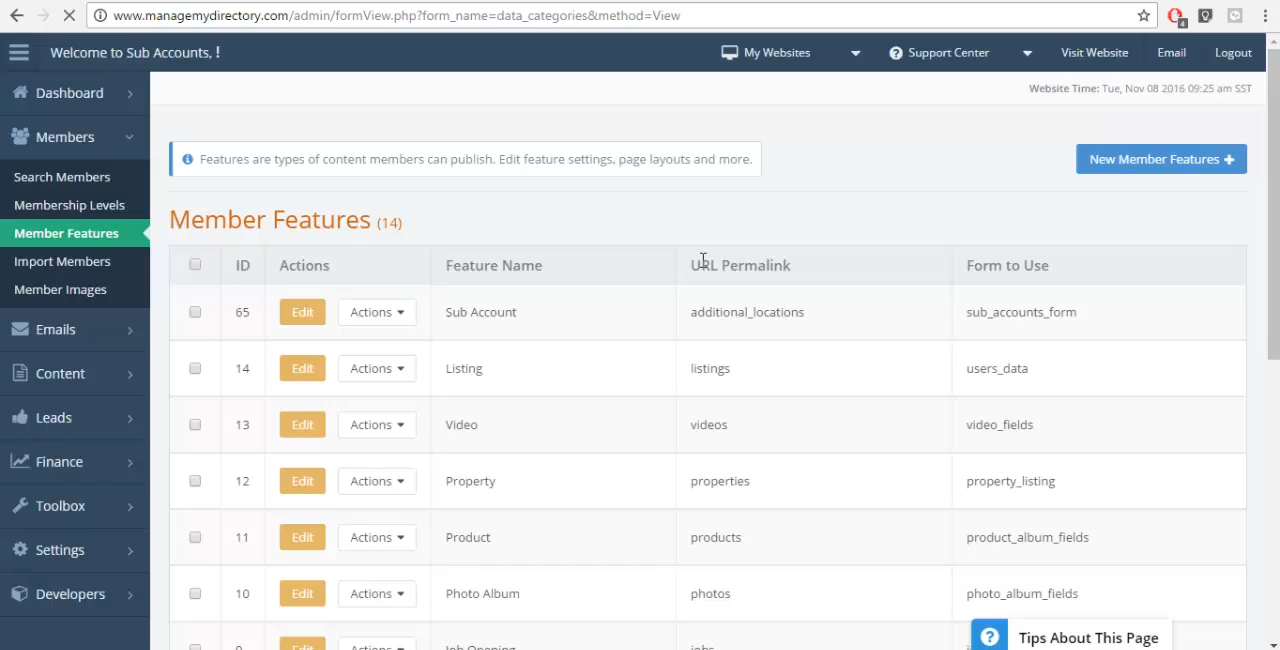 www.managemydirectory.com/admin/formView.php?form_name=data_categories&method=View
4
Welcome to Sub Accounts, !
My Websites
Support Center
Visit Website
Email
Logout
Website Time: Tue, Nov 08 2016 09:25 am SST
Dashboard
Members
Search Members
Membership Levels
Member Features
Import Members
Member Images
Emails
Content
Leads
Finance
Toolbox
Settings
Developers
Features are types of content members can publish. Edit feature settings, page layouts and more.
New Member Features +
Member Features (14)
ID Actions Feature Name URL Permalink Form to Use
65 Edit Actions Sub Account additional_locations sub_accounts_form
14 Edit Actions Listing listings users_data
13 Edit Actions Video videos video_fields
12 Edit Actions Property properties property_listing
11 Edit Actions Product products product_album_fields
10 Edit Actions Photo Album photos photo_album_fields
9 Edit Actions Job Opening jobs
? Tips About This Page